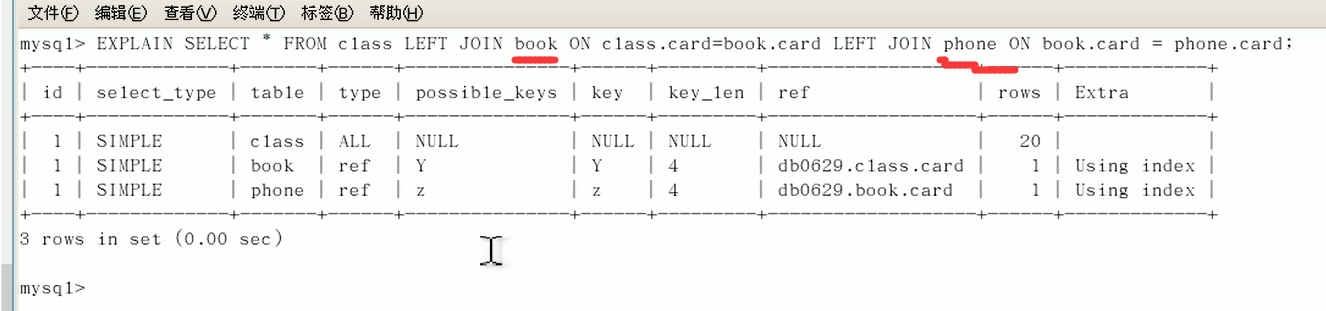 文件(F) 编辑(E) 查看(V) 终端(T) 标签(B) 帮助(H)
mysql> EXPLAIN SELECT * FROM class LEFT JOIN book ON class.card=book.card LEFT JOIN phone ON book.card = phone.card;
+----+-------------+-------+------+---------------+------+---------+-------------------+------+-------------+
| id | select_type | table | type | possible_keys | key | key_len | ref | rows | Extra |
+----+-------------+-------+------+---------------+------+---------+-------------------+------+-------------+
| 1 | SIMPLE | class | ALL | NULL | NULL | NULL | NULL | 20 | |
| 1 | SIMPLE | book | ref | Y | Y | 4 | db0629.class.card | 1 | Using index |
| 1 | SIMPLE | phone | ref | z | z | 4 | db0629.book.card | 1 | Using index |
+----+-------------+-------+------+---------------+------+---------+-------------------+------+-------------+
3 rows in set (0.00 sec)
mysql>